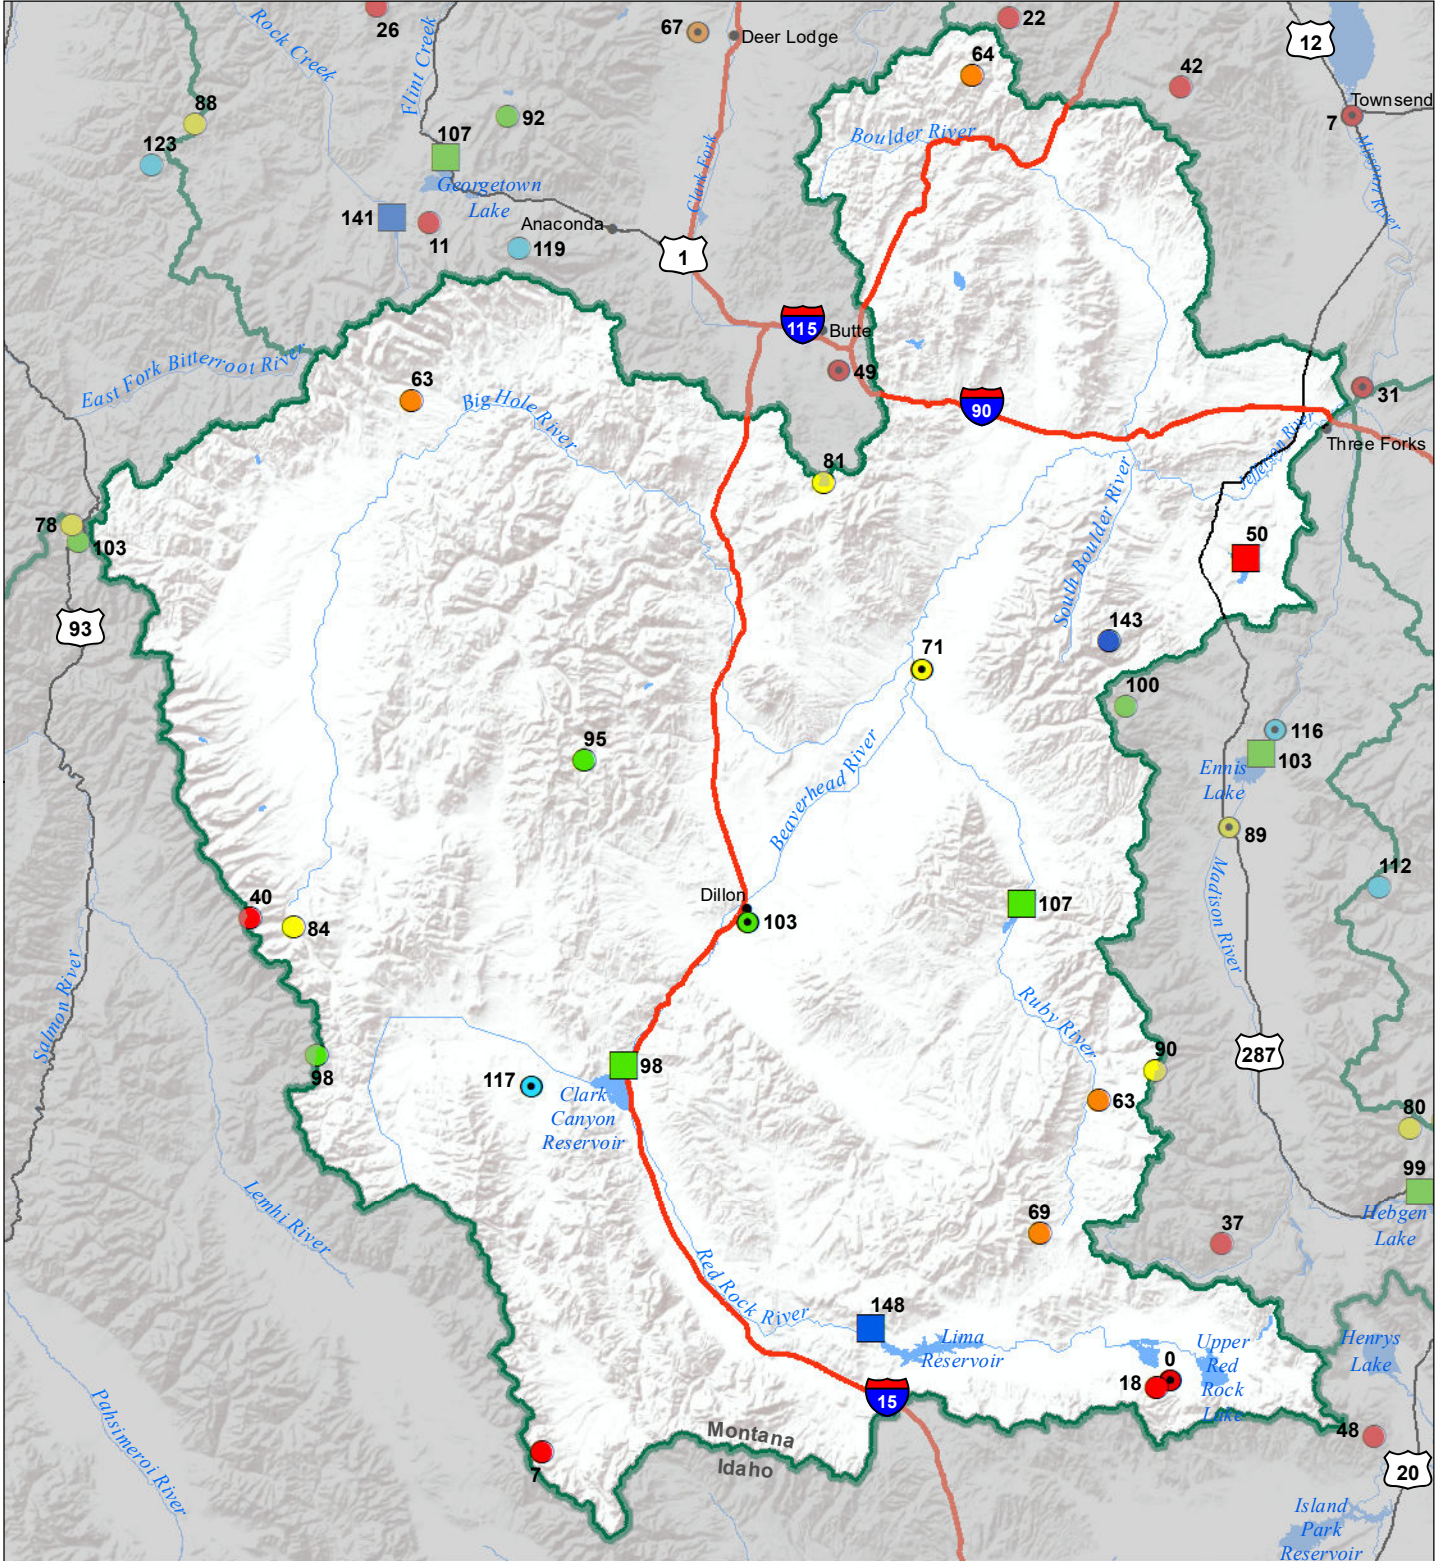 26
Rock Creek
Flint Creek
67
Deer Lodge
22
12
64
42
Townsend
7
88
92
123
107
Georgetown
Lake
Clark Fork
Boulder River
Missouri River
141
11
Anaconda
119
1
115
Butte
49
East Fork Bitterroot River
63
Big Hole River
90
31
Jefferson River
Three Forks
81
South Boulder River
78
103
50
93
143
71
100
95
Beaverhead River
116
103
Ennis
Lake
89
Madison River
112
40
84
Dillon
103
107
Salmon River
Ruby River
98
117
98
Clark
Canyon
Reservoir
90
63
287
80
99
Hebgen
Lake
Lemhi River
69
37
Red Rock River
148
Lima
Reservoir
0
18
Upper
Red
Rock
Lake
Henrys
Lake
15
48
Pahsimeroi River
7
Montana
Idaho
20
Island
Park
Reservoir